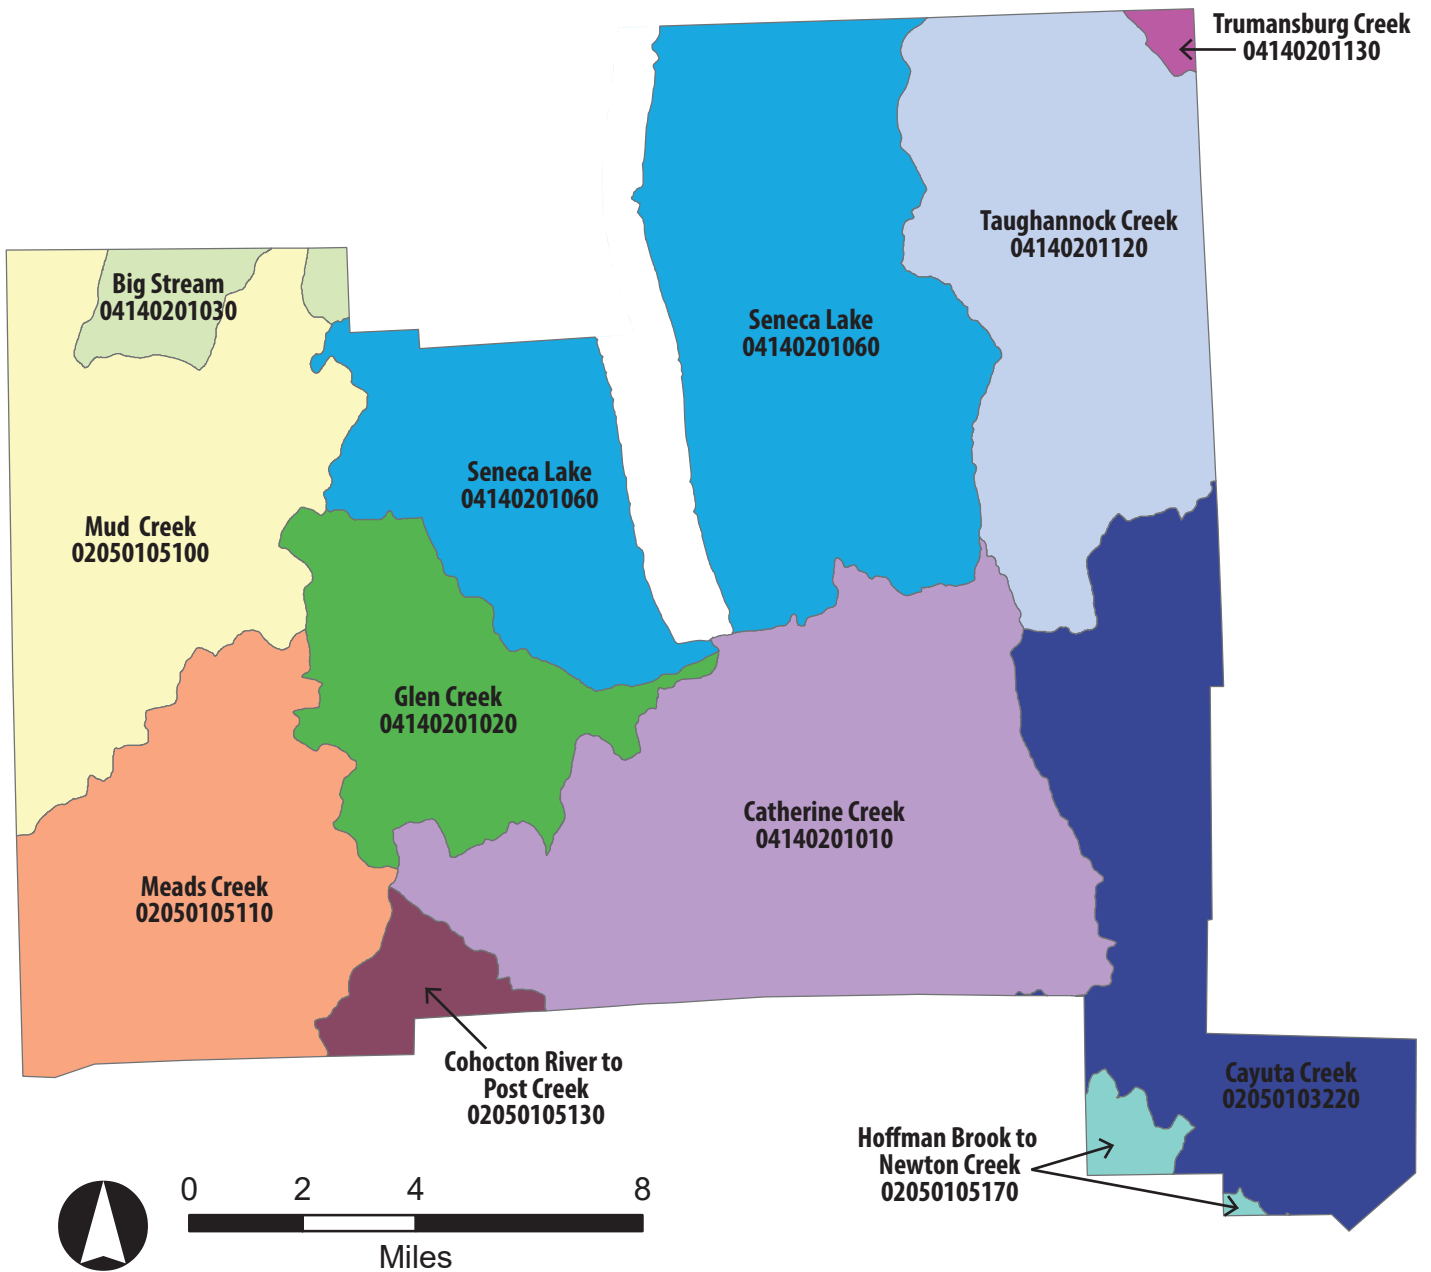 Trumansburg Creek
04140201130
Taughannock Creek
04140201120
Big Stream
04140201030
Seneca Lake
04140201060
Seneca Lake
04140201060
Mud Creek
02050105100
Glen Creek
04140201020
Catherine Creek
04140201010
Meads Creek
02050105110
Cohocton River to
Post Creek
02050105130
Cayuta Creek
02050103220
Hoffman Brook to
Newton Creek
02050105170
0 2 4 8
Miles